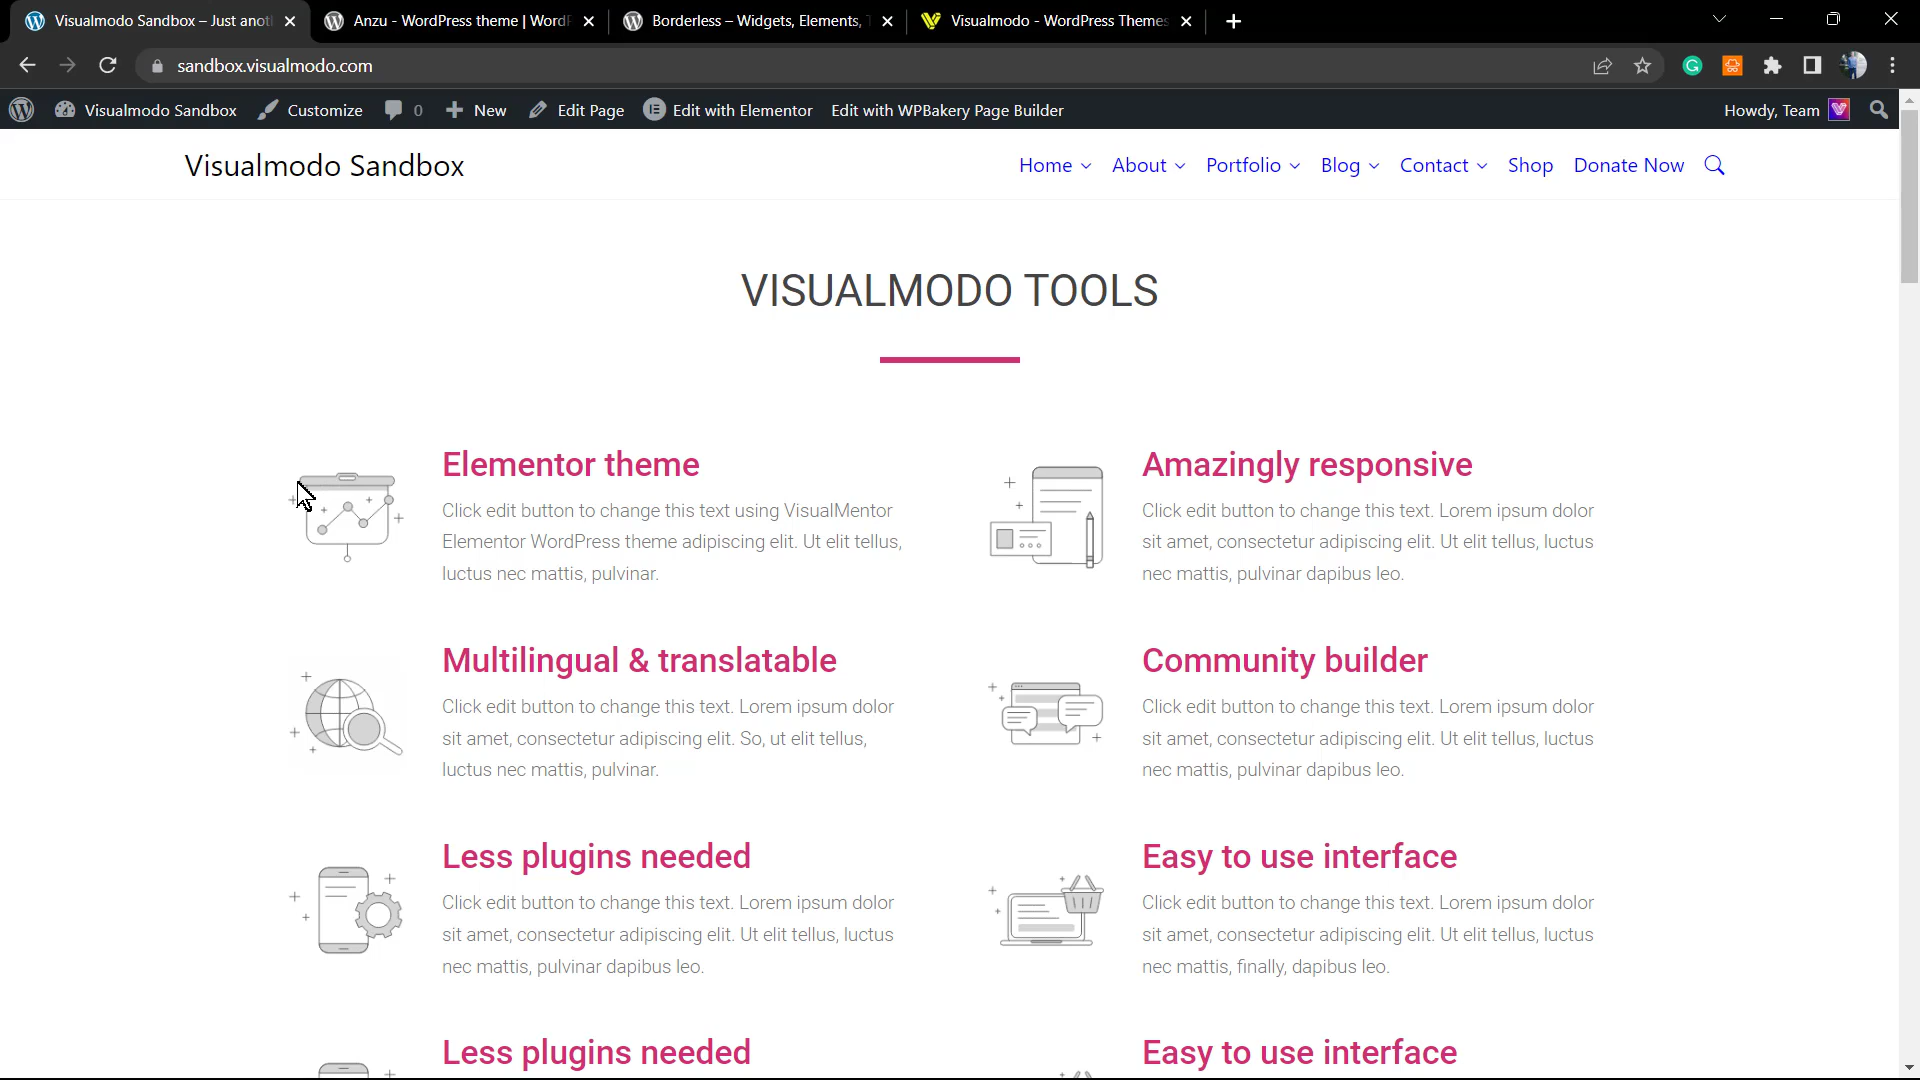 Visualmodo Sandbox – Just anot
Anzu - WordPress theme | Word
Borderless – Widgets, Elements,
Visualmodo - WordPress Themes
sandbox.visualmodo.com
Visualmodo Sandbox
Customize
0
New
Edit Page
Edit with Elementor
Edit with WPBakery Page Builder
Howdy, Team
Visualmodo Sandbox
Home
About
Portfolio
Blog
Contact
Shop
Donate Now
VISUALMODO TOOLS
Elementor theme
Click edit button to change this text using VisualMentor
Elementor WordPress theme adipiscing elit. Ut elit tellus,
luctus nec mattis, pulvinar.
Amazingly responsive
Click edit button to change this text. Lorem ipsum dolor
sit amet, consectetur adipiscing elit. Ut elit tellus, luctus
nec mattis, pulvinar dapibus leo.
Multilingual & translatable
Click edit button to change this text. Lorem ipsum dolor
sit amet, consectetur adipiscing elit. So, ut elit tellus,
luctus nec mattis, pulvinar.
Community builder
Click edit button to change this text. Lorem ipsum dolor
sit amet, consectetur adipiscing elit. Ut elit tellus, luctus
nec mattis, pulvinar dapibus leo.
Less plugins needed
Click edit button to change this text. Lorem ipsum dolor
sit amet, consectetur adipiscing elit. Ut elit tellus, luctus
nec mattis, pulvinar dapibus leo.
Easy to use interface
Click edit button to change this text. Lorem ipsum dolor
sit amet, consectetur adipiscing elit. Ut elit tellus, luctus
nec mattis, finally, dapibus leo.
Less plugins needed
Easy to use interface